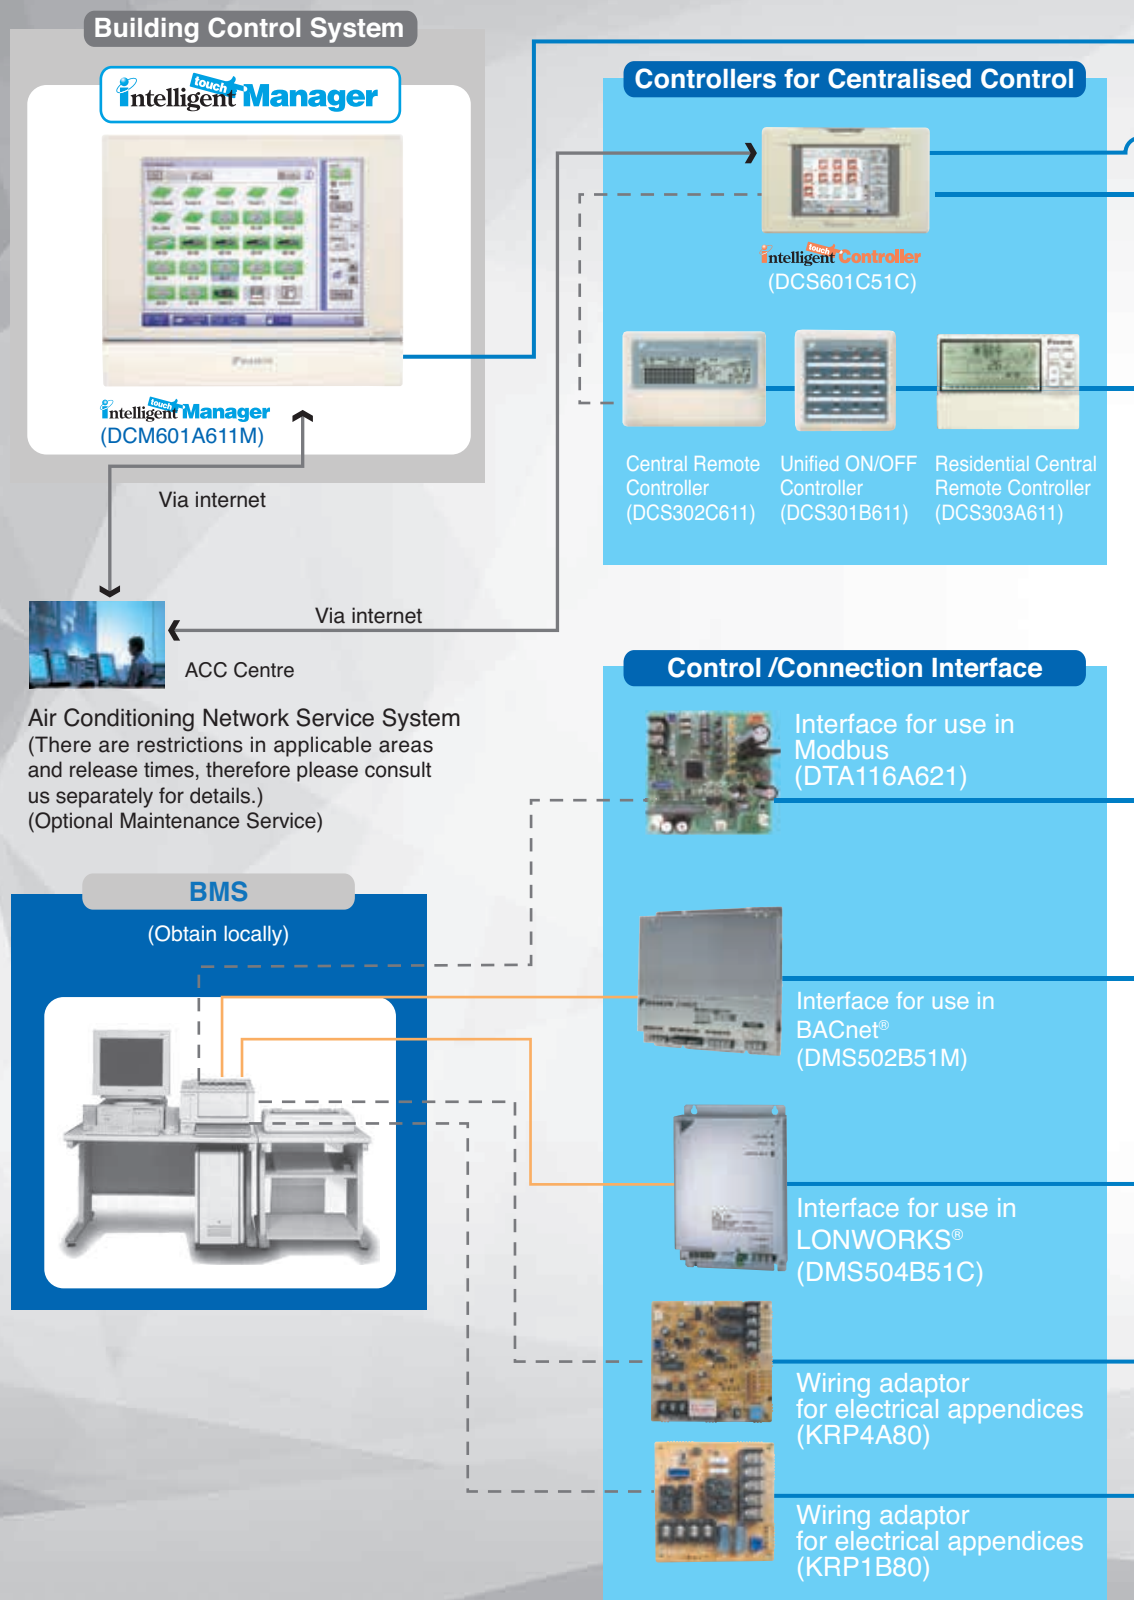 Building Control System
intelligent touch Manager
intelligent touch Manager
(DCM601A611M)
Via internet
Via internet
ACC Centre
Air Conditioning Network Service System
(There are restrictions in applicable areas
and release times, therefore please consult
us separately for details.)
(Optional Maintenance Service)
BMS
(Obtain locally)
Controllers for Centralised Control
intelligent touch Controller
(DCS601C51C)
Central Remote
Controller
(DCS302C611)
Unified ON/OFF
Controller
(DCS301B611)
Residential Central
Remote Controller
(DCS303A611)
Control /Connection Interface
Interface for use in
Modbus
(DTA116A621)
Interface for use in
BACnet®
(DMS502B51M)
Interface for use in
LONWORKS®
(DMS504B51C)
Wiring adaptor
for electrical appendices
(KRP4A80)
Wiring adaptor
for electrical appendices
(KRP1B80)